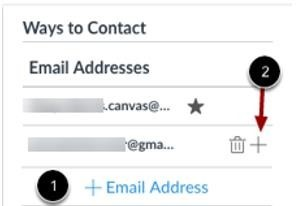 Ways to Contact
Email Addresses
2
.canvas@...
r@gma...
1 + Email Address